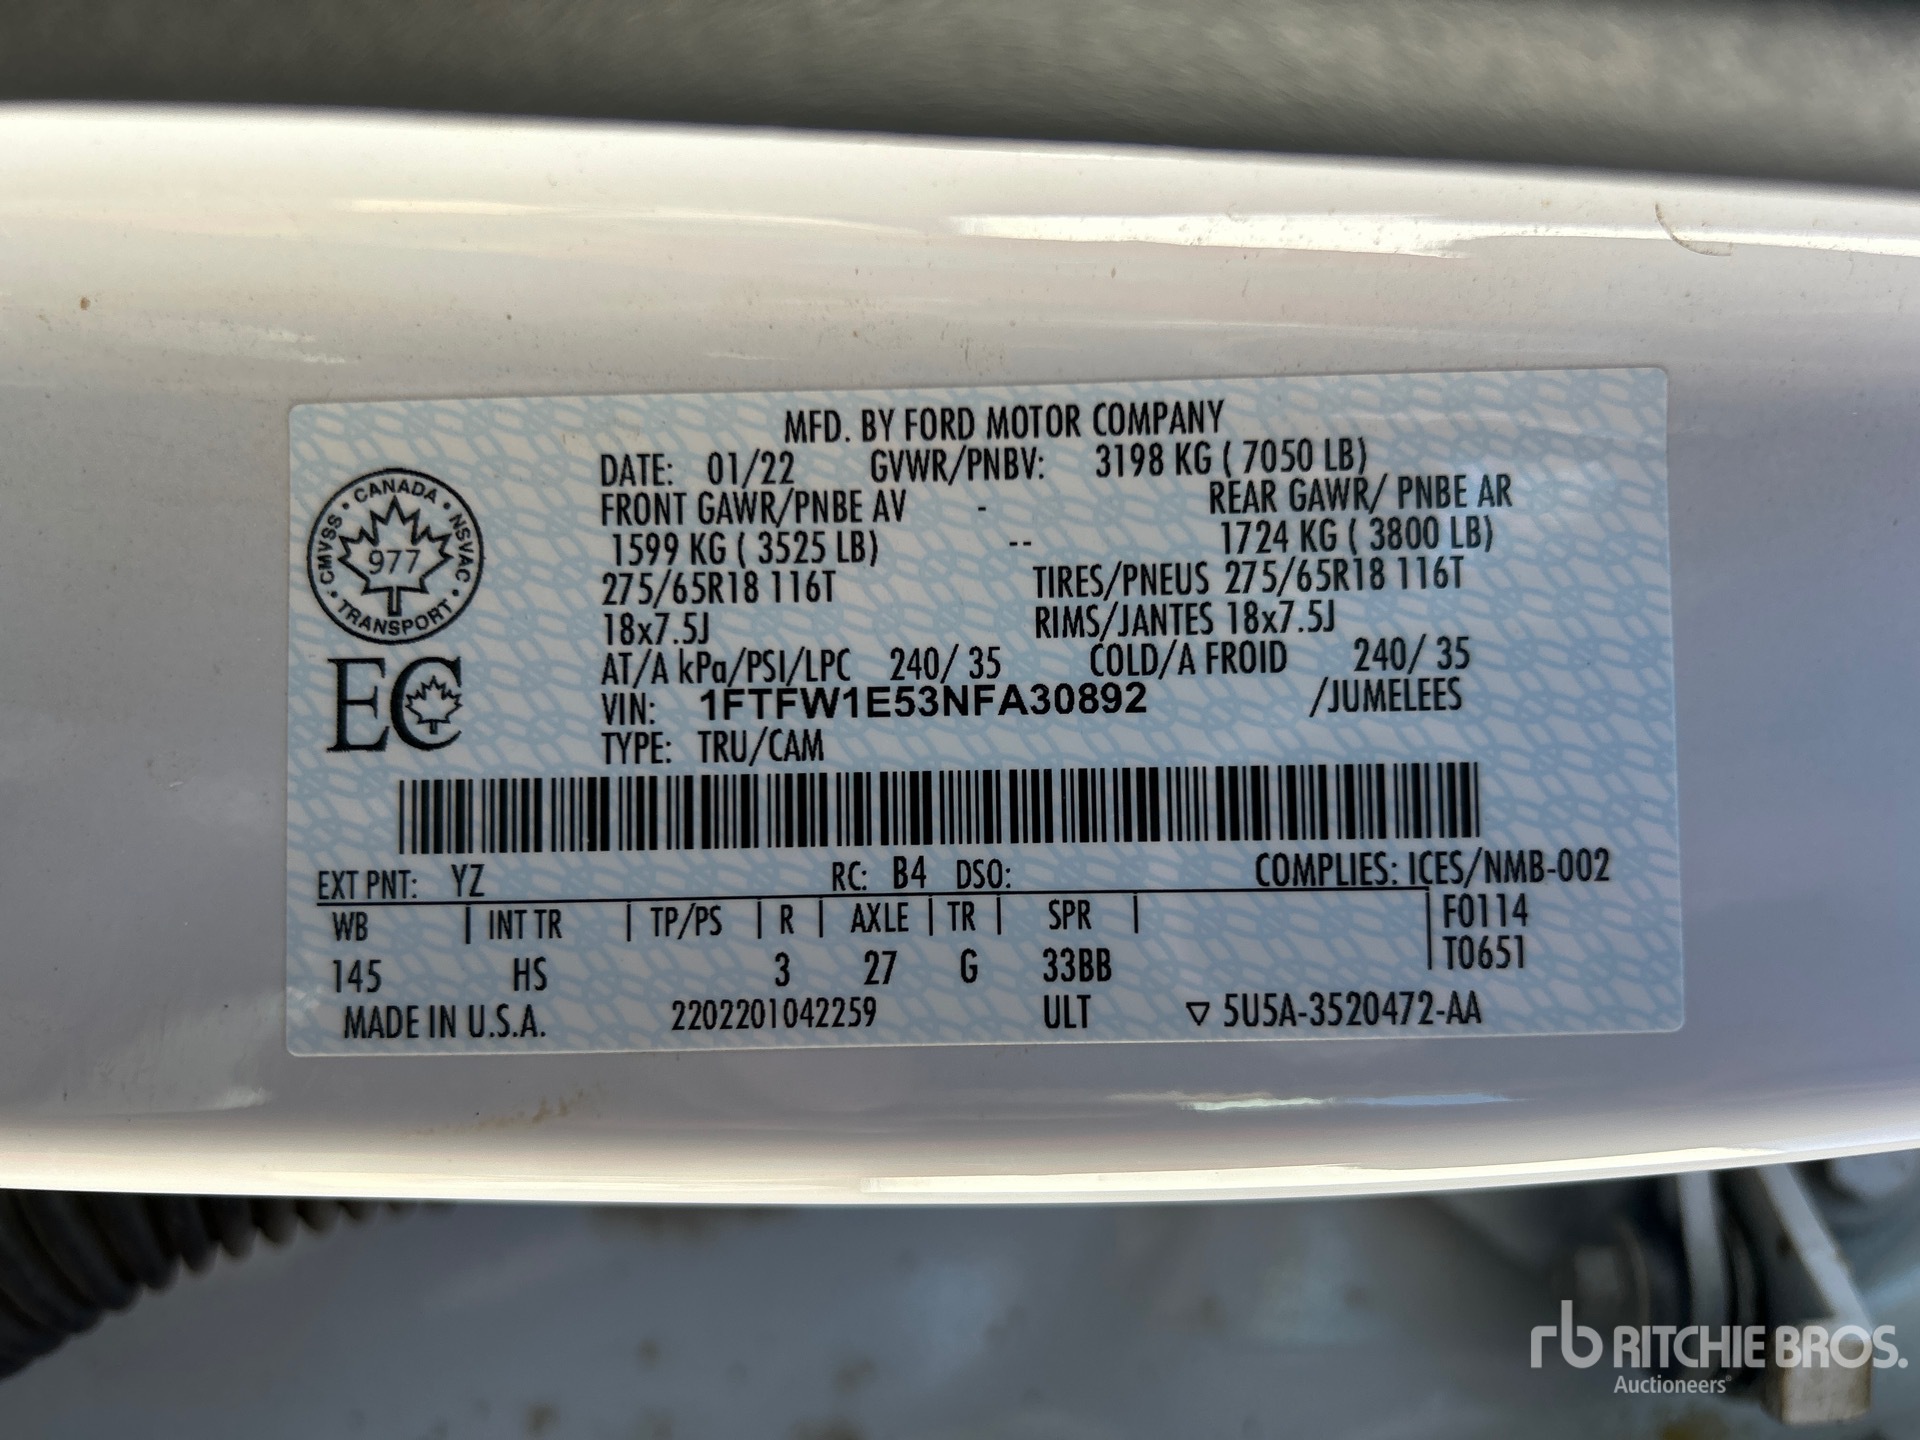 MFD. BY FORD MOTOR COMPANY
DATE: 01/22 GVWR/PNBV: 3198 KG ( 7050 LB)
FRONT GAWR/PNBE AV - REAR GAWR/ PNBE AR
1599 KG ( 3525 LB) -- 1724 KG ( 3800 LB)
275/65R18 116T TIRES/PNEUS 275/65R18 116T
18x7.5J RIMS/JANTES 18x7.5J
AT/A kPa/PSI/LPC 240/ 35 COLD/A FROID 240/ 35
VIN: 1FTFW1E53NFA30892 /JUMELEES
TYPE: TRU/CAM
CANADA · NSVAC · TRANSPORT · CMVSS ·
977
EC
EXT PNT: YZ RC: B4 DSO: COMPLIES: ICES/NMB-002
WB | INT TR | TP/PS | R | AXLE | TR | SPR | F0114
145 HS 3 27 G 33BB T0651
MADE IN U.S.A. 2202201042259 ULT ▽ 5U5A-3520472-AA
rb RITCHIE BROS.
Auctioneers